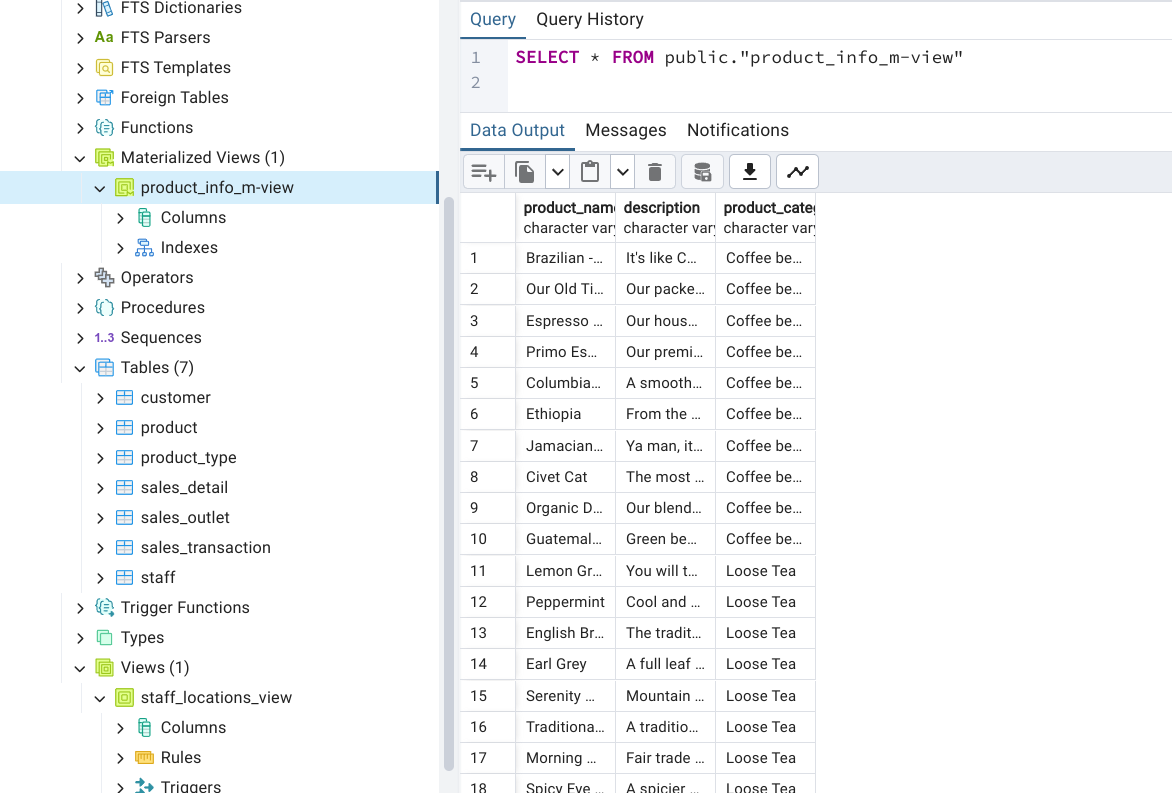 FTS Dictionaries
Aa FTS Parsers
FTS Templates
Foreign Tables
Functions
Materialized Views (1)
product_info_m-view
Columns
Indexes
Operators
Procedures
1..3 Sequences
Tables (7)
customer
product
product_type
sales_detail
sales_outlet
sales_transaction
staff
Trigger Functions
Types
Views (1)
staff_locations_view
Columns
Rules
Triggers
Query Query History
1 SELECT * FROM public."product_info_m-view"
2
Data Output Messages Notifications
product_name description product_categ
character vary character vary character vary
1 Brazilian -... It's like C... Coffee be...
2 Our Old Ti... Our packe... Coffee be...
3 Espresso ... Our hous... Coffee be...
4 Primo Es... Our premi... Coffee be...
5 Columbia... A smooth... Coffee be...
6 Ethiopia From the ... Coffee be...
7 Jamacian... Ya man, it... Coffee be...
8 Civet Cat The most ... Coffee be...
9 Organic D... Our blend... Coffee be...
10 Guatemal... Green be... Coffee be...
11 Lemon Gr... You will t... Loose Tea
12 Peppermint Cool and ... Loose Tea
13 English Br... The tradit... Loose Tea
14 Earl Grey A full leaf ... Loose Tea
15 Serenity ... Mountain ... Loose Tea
16 Traditiona... A traditio... Loose Tea
17 Morning ... Fair trade ... Loose Tea
18 Spicy Eye ... A spicier ... Loose Tea